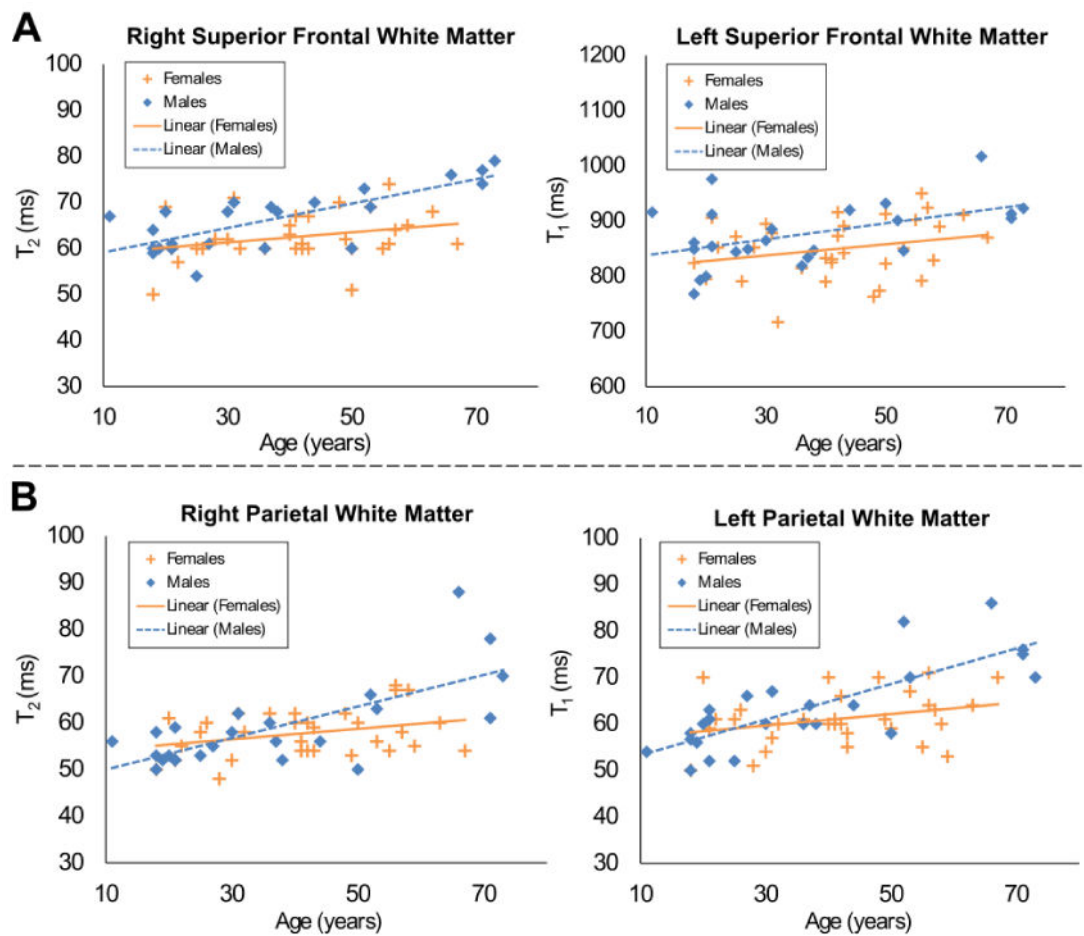 A
Right Superior Frontal White Matter
100
90
80
70
60
50
40
30
T2 (ms)
Females
Males
Linear (Females)
Linear (Males)
10
30
50
70
Age (years)
Left Superior Frontal White Matter
1200
1100
1000
900
800
700
600
T1 (ms)
Females
Males
Linear (Females)
Linear (Males)
10
30
50
70
Age (years)
B
Right Parietal White Matter
100
90
80
70
60
50
40
30
T2 (ms)
Females
Males
Linear (Females)
Linear (Males)
10
30
50
70
Age (years)
Left Parietal White Matter
100
90
80
70
60
50
40
30
T1 (ms)
Females
Males
Linear (Females)
Linear (Males)
10
30
50
70
Age (years)